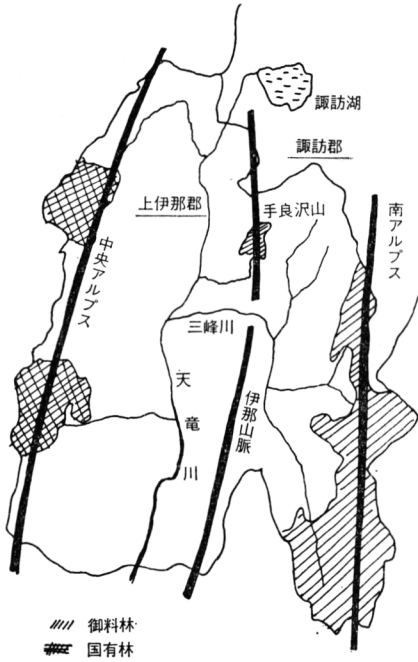 諏訪湖
諏訪郡
上伊那郡
手良沢山
南アルプス
中央アルプス
三峰川
天竜川
伊那山脈
御料林
国有林